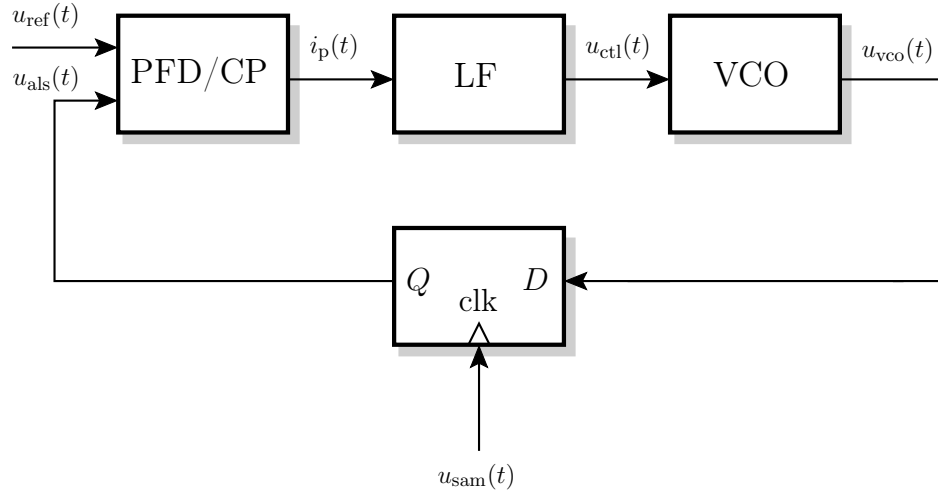 u_ref(t)
u_als(t)
PFD/CP
i_p(t)
LF
u_ctl(t)
VCO
u_vco(t)
Q
clk
D
u_sam(t)